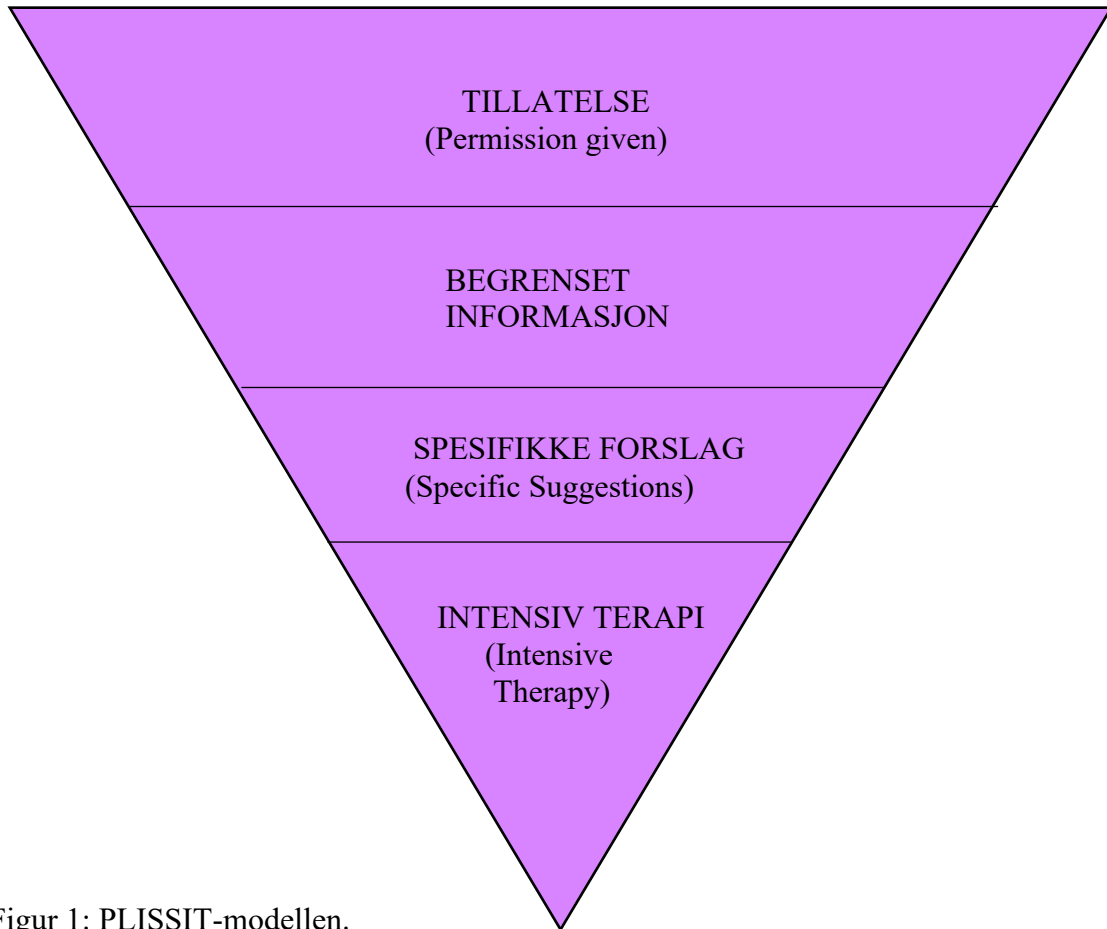 TILLATELSE
(Permission given)
BEGRENSET
INFORMASJON
SPESIFIKKE FORSLAG
(Specific Suggestions)
INTENSIV TERAPI
(Intensive
Therapy)
Figur 1: PLISSIT-modellen.